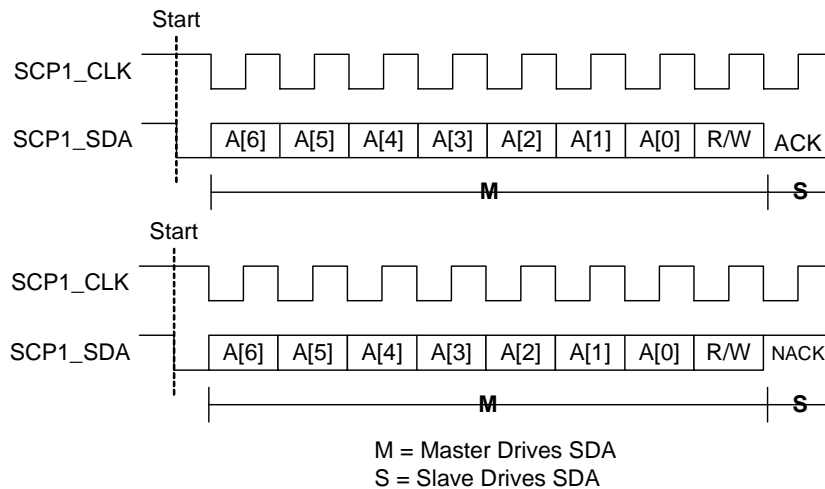 Start
SCP1_CLK
SCP1_SDA A[6] A[5] A[4] A[3] A[2] A[1] A[0] R/W ACK
M S
Start
SCP1_CLK
SCP1_SDA A[6] A[5] A[4] A[3] A[2] A[1] A[0] R/W NACK
M S
M = Master Drives SDA
S = Slave Drives SDA